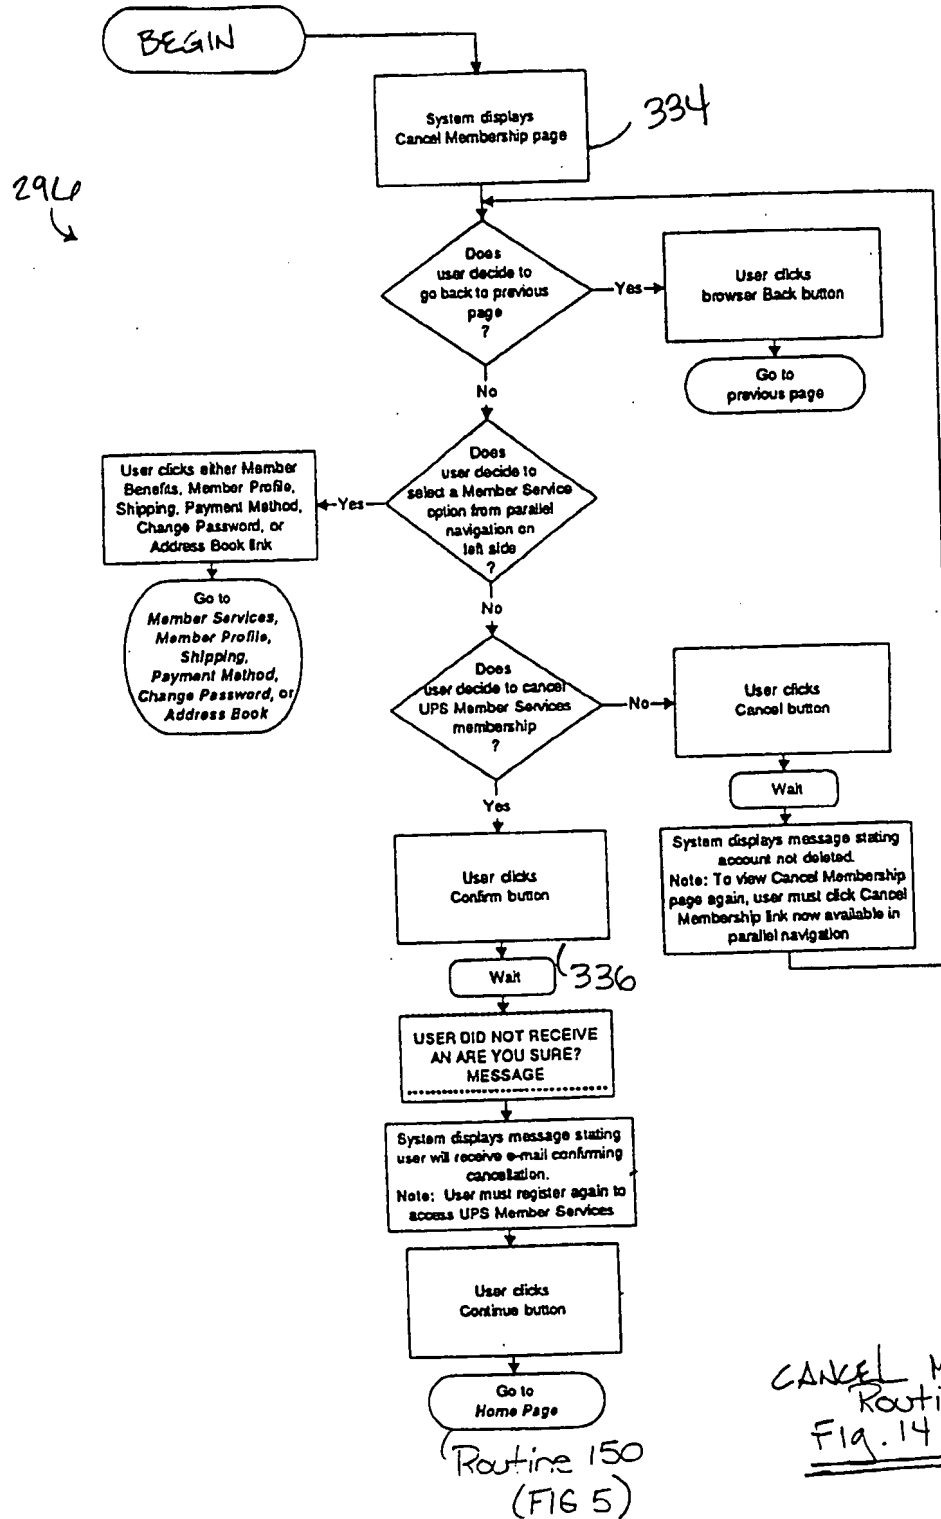 BEGIN
System displays
Cancel Membership page
334
Does
user decide to
go back to previous
page
?
Yes
User clicks
browser Back button
Go to
previous page
No
Does
user decide to
select a Member Service
option from parallel
navigation on
left side
?
Yes
User clicks either Member
Benefits, Member Profile,
Shipping, Payment Method,
Change Password, or
Address Book link
Go to
Member Services,
Member Profile,
Shipping,
Payment Method,
Change Password, or
Address Book
No
Does
user decide to cancel
UPS Member Services
membership
?
No
User clicks
Cancel button
Wait
System displays message stating
account not deleted.
Note: To view Cancel Membership
page again, user must click Cancel
Membership link now available in
parallel navigation
Yes
User clicks
Confirm button
Wait
336
USER DID NOT RECEIVE
AN ARE YOU SURE?
MESSAGE
System displays message stating
user will receive e-mail confirming
cancellation.
Note: User must register again to
access UPS Member Services
User clicks
Continue button
Go to
Home Page
Routine 150
(FIG 5)
CANCEL
Fig. 14